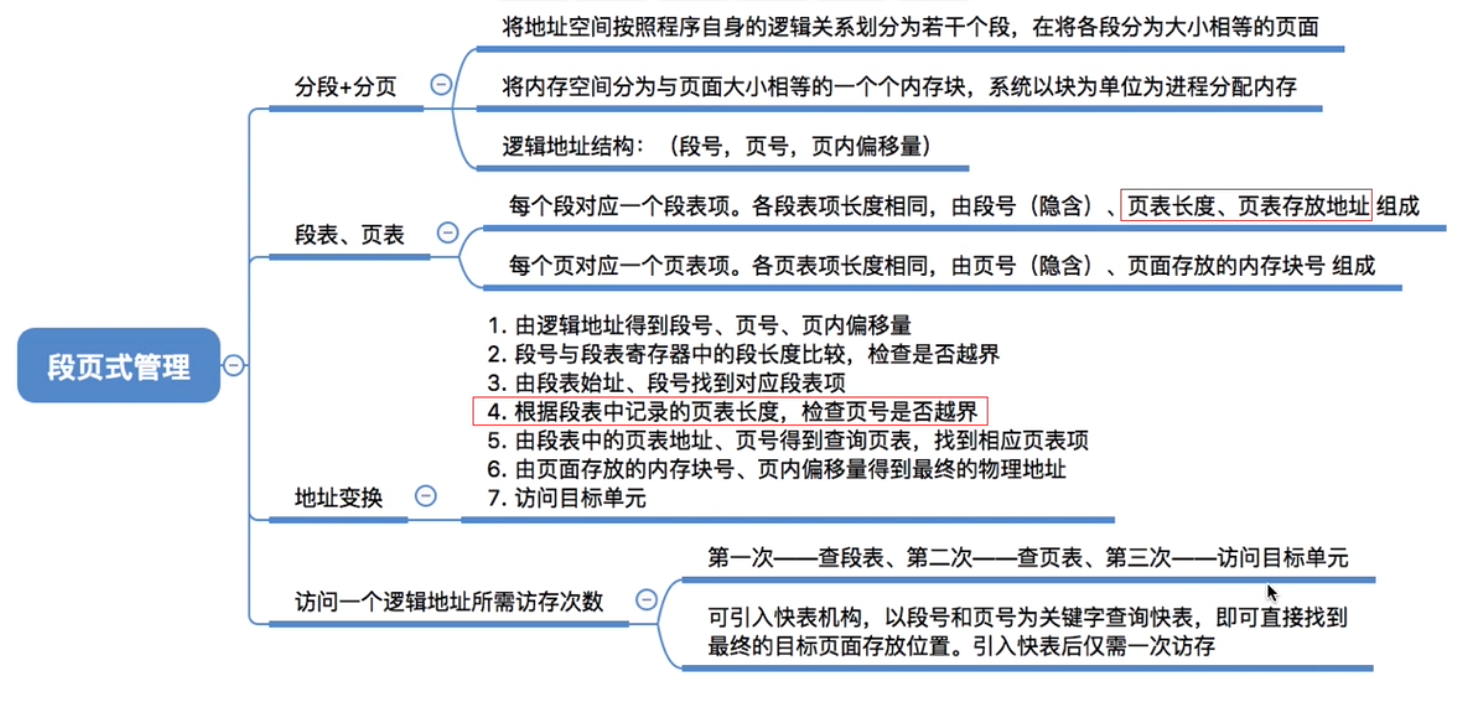 将地址空间按照程序自身的逻辑关系划分为若干个段，在将各段分为大小相等的页面
分段+分页
将内存空间分为与页面大小相等的一个个内存块，系统以块为单位为进程分配内存
逻辑地址结构：（段号，页号，页内偏移量）
每个段对应一个段表项。各段表项长度相同，由段号（隐含）、页表长度、页表存放地址 组成
段表、页表
每个页对应一个页表项。各页表项长度相同，由页号（隐含）、页面存放的内存块号 组成
段页式管理
1. 由逻辑地址得到段号、页号、页内偏移量
2. 段号与段表寄存器中的段长度比较，检查是否越界
3. 由段表始址、段号找到对应段表项
4. 根据段表中记录的页表长度，检查页号是否越界
5. 由段表中的页表地址、页号得到查询页表，找到相应页表项
6. 由页面存放的内存块号、页内偏移量得到最终的物理地址
7. 访问目标单元
地址变换
第一次——查段表、第二次——查页表、第三次——访问目标单元
访问一个逻辑地址所需访存次数
可引入快表机构，以段号和页号为关键字查询快表，即可直接找到
最终的目标页面存放位置。引入快表后仅需一次访存